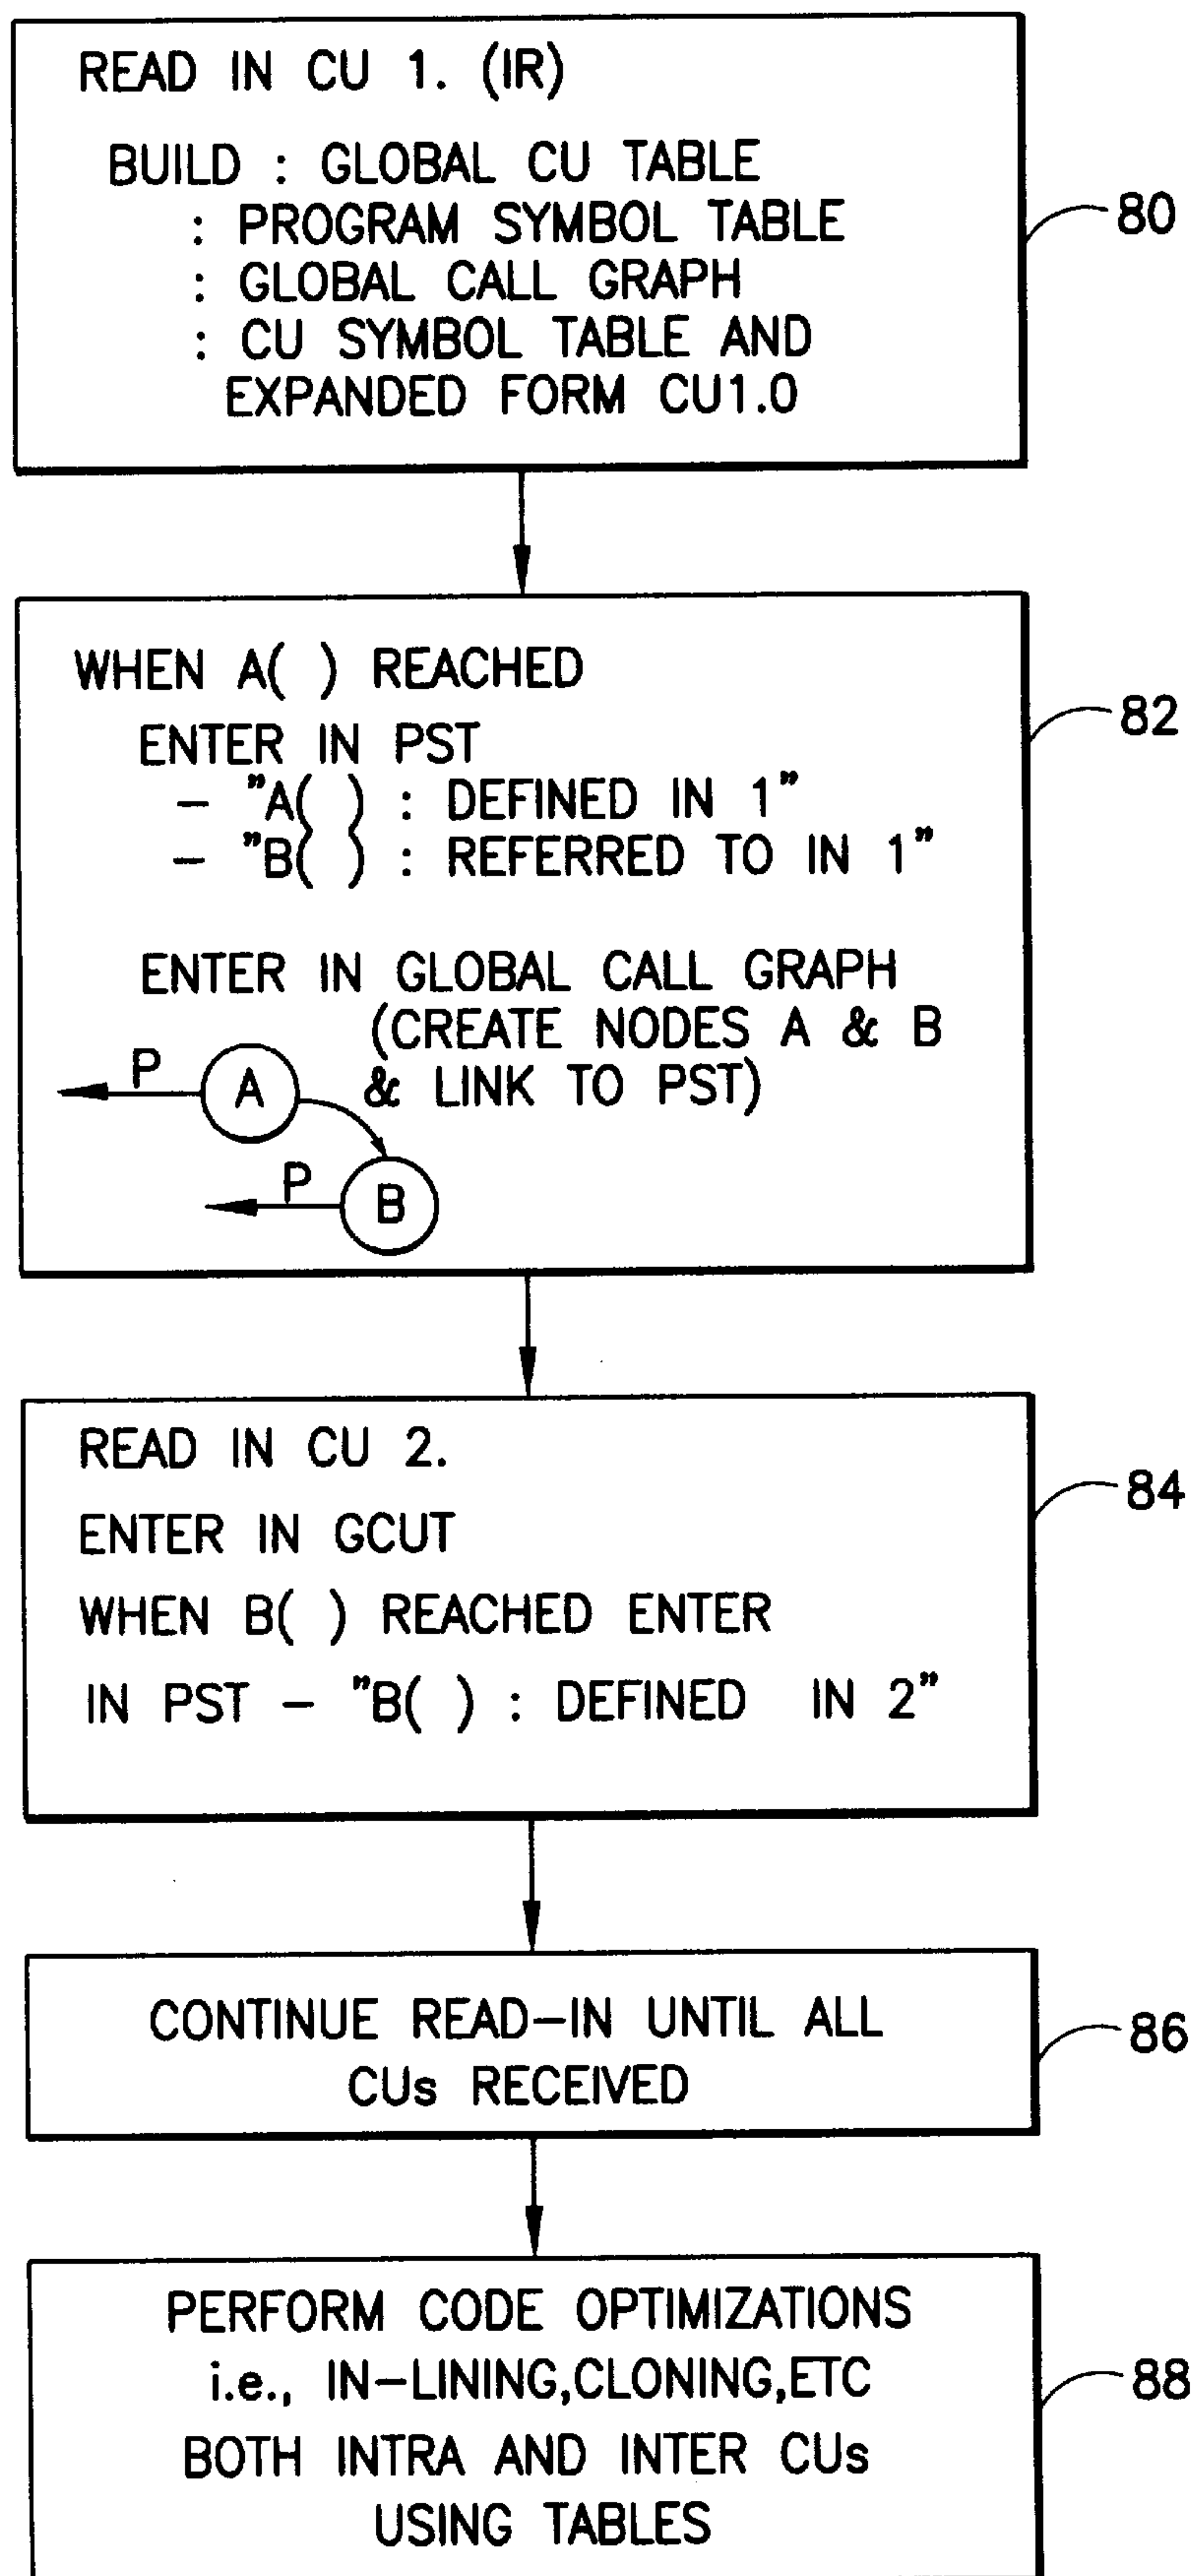 READ IN CU 1. (IR)
BUILD : GLOBAL CU TABLE
: PROGRAM SYMBOL TABLE
: GLOBAL CALL GRAPH
: CU SYMBOL TABLE AND
EXPANDED FORM CU1.0
80
WHEN A( ) REACHED
ENTER IN PST
– "A( ) : DEFINED IN 1"
– "B( ) : REFERRED TO IN 1"
82
ENTER IN GLOBAL CALL GRAPH
(CREATE NODES A & B
& LINK TO PST)
P
A
P
B
READ IN CU 2.
ENTER IN GCUT
WHEN B( ) REACHED ENTER
IN PST – "B( ) : DEFINED IN 2"
84
CONTINUE READ–IN UNTIL ALL
CUs RECEIVED
86
PERFORM CODE OPTIMIZATIONS
i.e., IN–LINING,CLONING,ETC
BOTH INTRA AND INTER CUs
USING TABLES
88